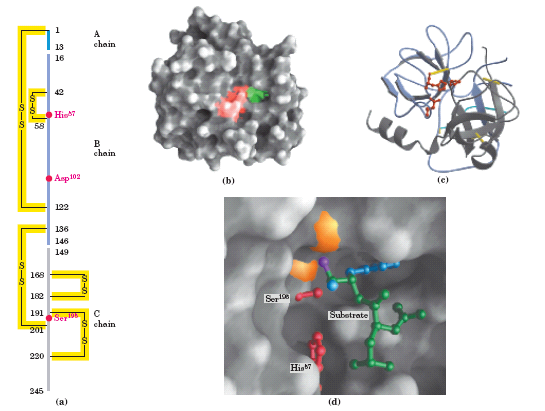 1
A
chain
13
16
42
S
S
His57
58
S
S
B
chain
Asp102
122
136
146
149
168
S
S
182
191
Ser195
C
chain
201
S
S
S
S
220
245
(a)
(b)
(c)
Ser195
Substrate
His57
(d)